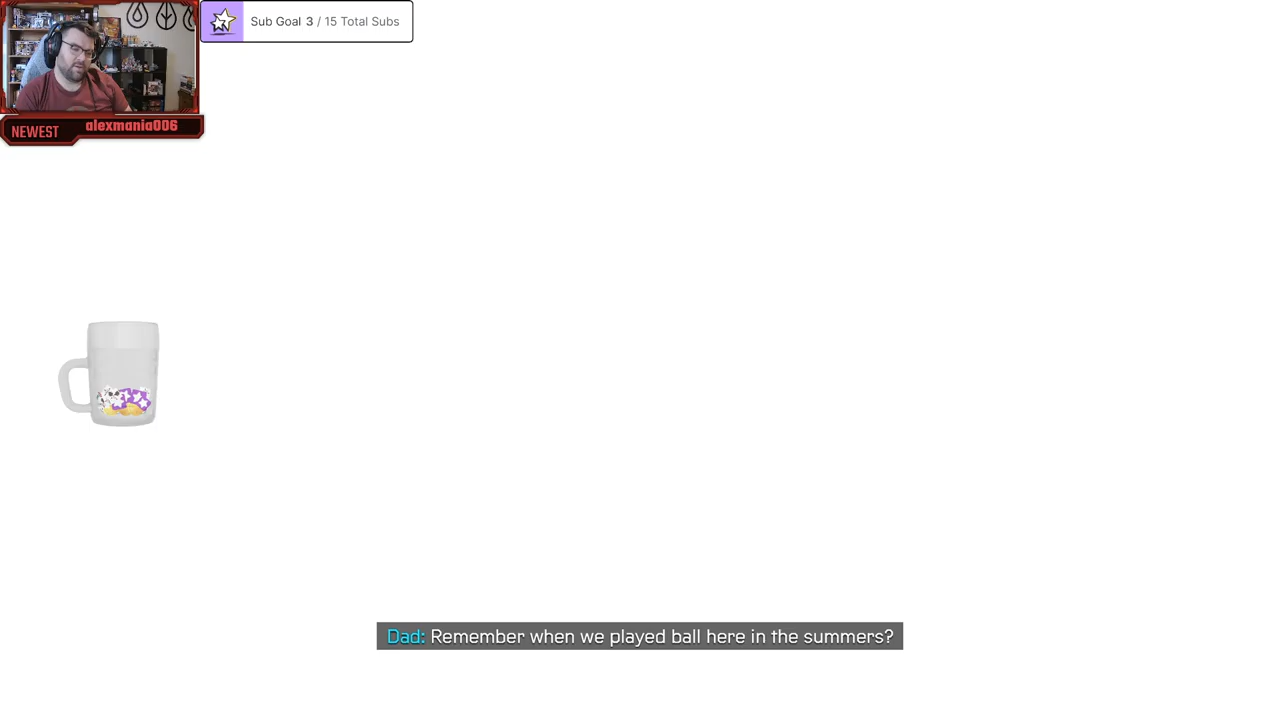 Sub Goal 3 / 15 Total Subs
NEWEST alexmania006
Dad: Remember when we played ball here in the summers?